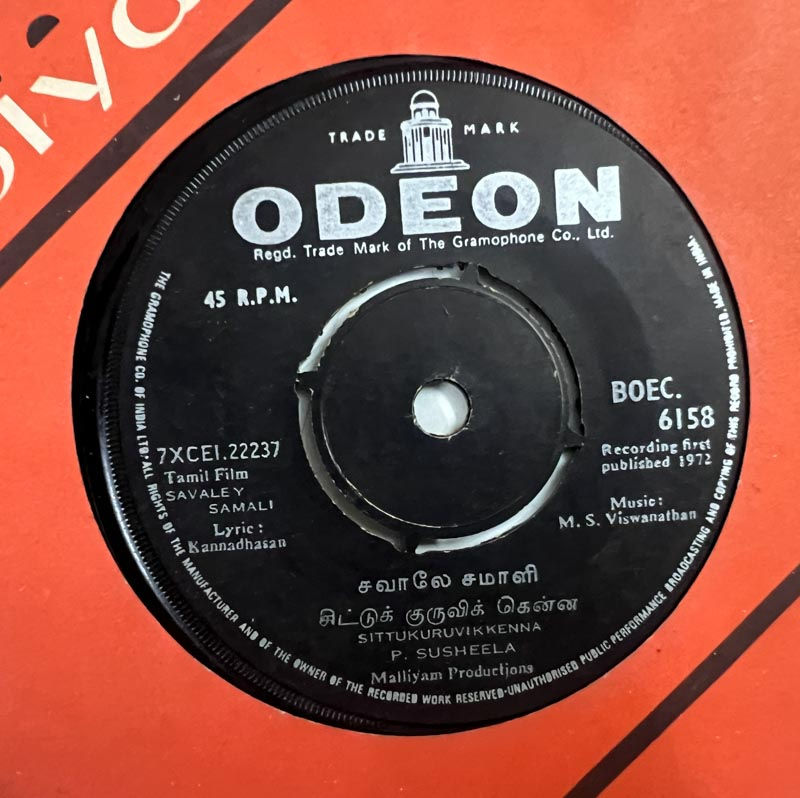 TRADE MARK
ODEON
Regd. Trade Mark of The Gramophone Co., Ltd.
45 R.P.M.
BOEC.
6158
Recording first
published 1972
7XCEI.22237
Tamil Film
SAVALEY
SAMALI
Lyric :
Kannadhasan
Music :
M. S. Viswanathan
சவாலே சமாளி
சிட்டுக் குருவிக் கென்ன
SITTUKURUVIKKENNA
P. SUSHEELA
Malliyam Productions
THE GRAMOPHONE CO. OF INDIA LTD. ALL RIGHTS OF THE MANUFACTURER AND OF THE OWNER OF THE RECORDED WORK RESERVED-UNAUTHORISED PUBLIC PERFORMANCE BROADCASTING AND COPYING OF THIS RECORD PROHIBITED. MADE IN INDIA.